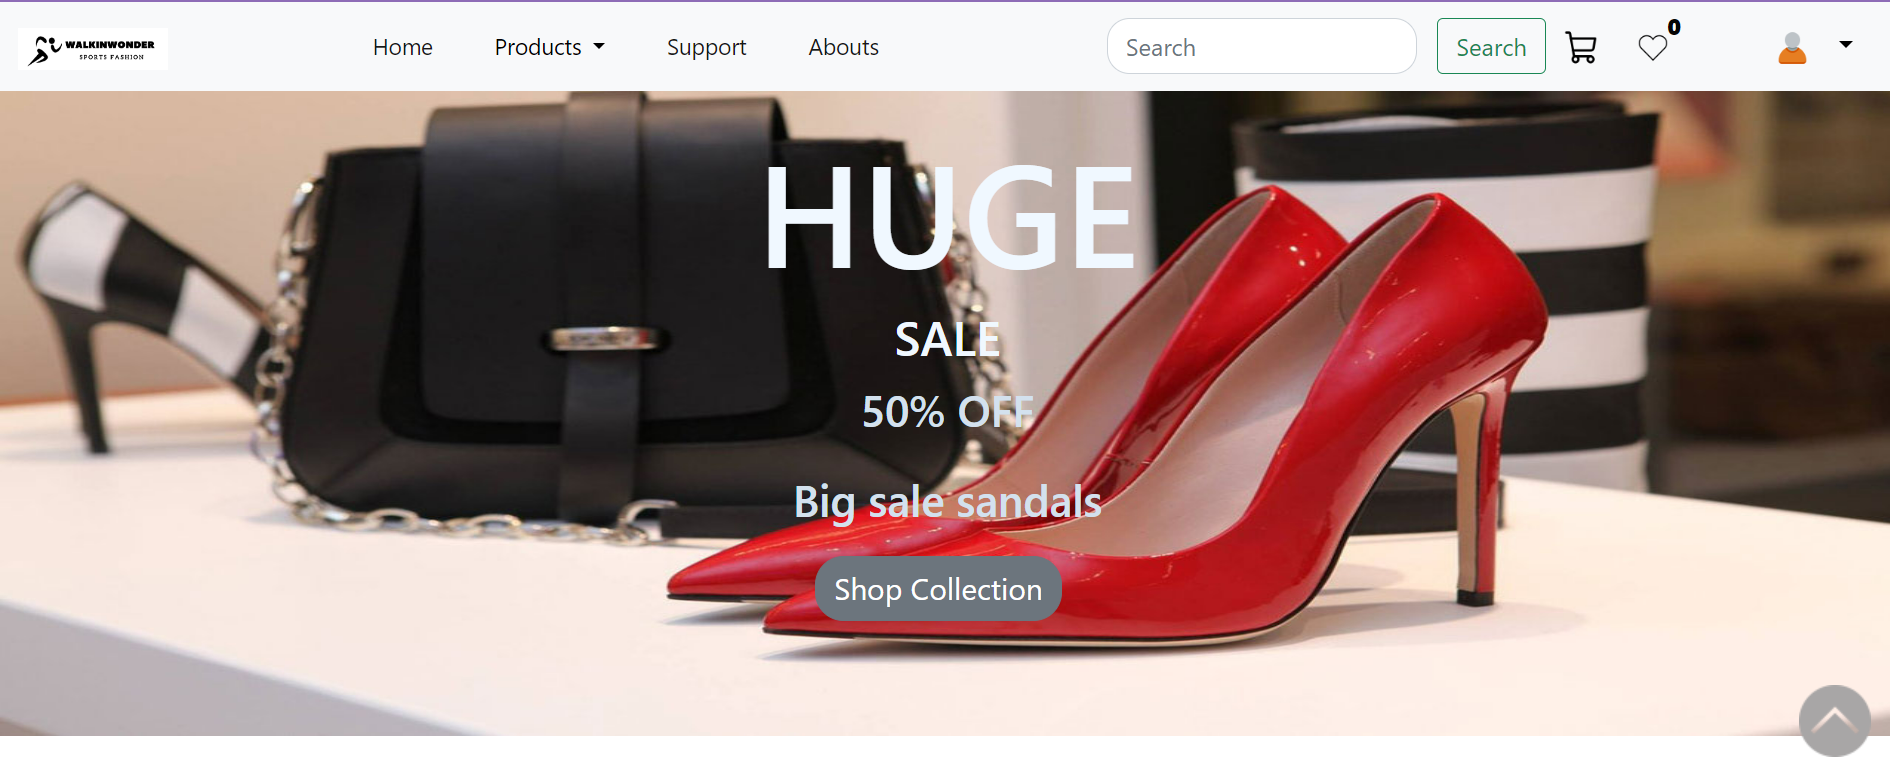 WALKINWONDER
SPORTS FASHION
Home
Products
Support
Abouts
Search
Search
0
HUGE
SALE
50% OFF
Big sale sandals
Shop Collection